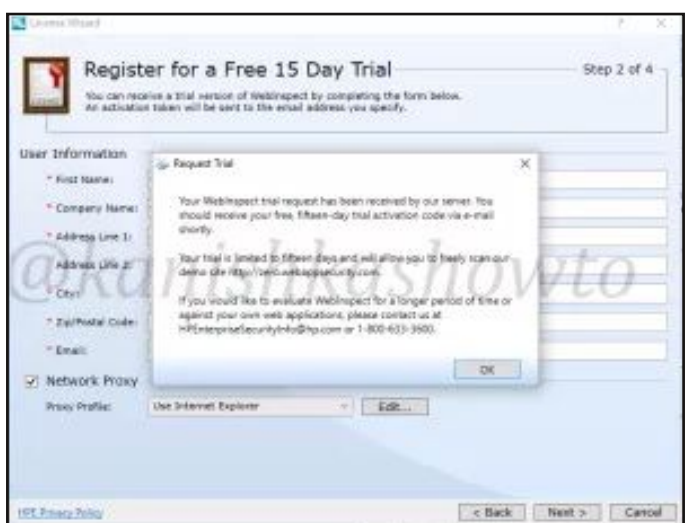 License Wizard
Register for a Free 15 Day Trial
Step 2 of 4
You can receive a trial version of WebInspect by completing the form below.
An activation token will be sent to the email address you specify.
User Information
Request Trial
* First Name:
* Company Name:
* Address Line 1:
Address Line 2:
* City:
* Zip/Postal Code:
* Email:
Your WebInspect trial request has been received by our server. You
should receive your free, fifteen-day trial activation code via e-mail
shortly.
Your trial is limited to fifteen days and will allow you to freely scan our
demo site http://zero.webappsecurity.com.
If you would like to evaluate WebInspect for a longer period of time or
against your own web applications, please contact us at
HPEnterpriseSecurityInfo@hp.com or 1-800-633-3600.
OK
@kanishkashowto
Network Proxy
Proxy Profile:
Use Internet Explorer
Edit...
HPE Privacy Policy
< Back
Next >
Cancel